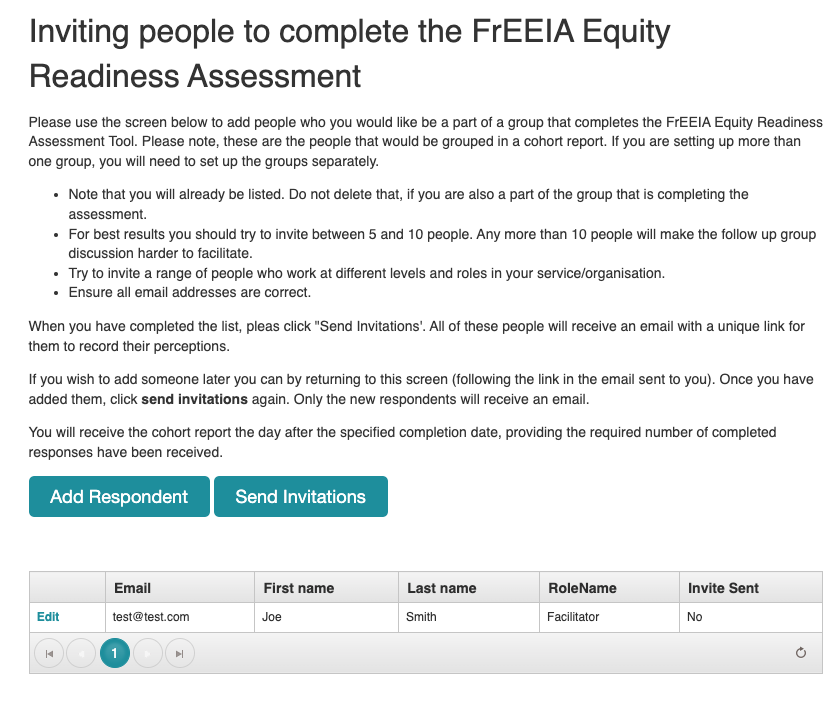 Inviting people to complete the FrEEIA Equity
Readiness Assessment
Please use the screen below to add people who you would like be a part of a group that completes the FrEEIA Equity Readiness
Assessment Tool. Please note, these are the people that would be grouped in a cohort report. If you are setting up more than
one group, you will need to set up the groups separately.
• Note that you will already be listed. Do not delete that, if you are also a part of the group that is completing the
assessment.
• For best results you should try to invite between 5 and 10 people. Any more than 10 people will make the follow up group
discussion harder to facilitate.
• Try to invite a range of people who work at different levels and roles in your service/organisation.
• Ensure all email addresses are correct.
When you have completed the list, pleas click "Send Invitations'. All of these people will receive an email with a unique link for
them to record their perceptions.
If you wish to add someone later you can by returning to this screen (following the link in the email sent to you). Once you have
added them, click send invitations again. Only the new respondents will receive an email.
You will receive the cohort report the day after the specified completion date, providing the required number of completed
responses have been received.
Add Respondent Send Invitations
Email First name Last name RoleName Invite Sent
Edit test@test.com Joe Smith Facilitator No
1